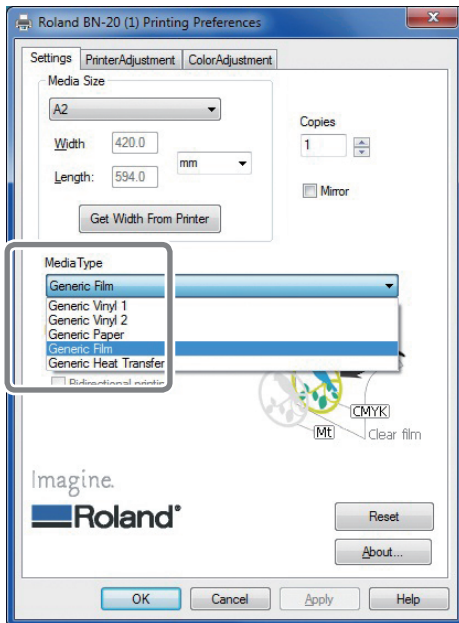 Roland BN-20 (1) Printing Preferences
Settings PrinterAdjustment ColorAdjustment
Media Size
A2
Copies
Width 420.0
1
mm
Length: 594.0
Mirror
Get Width From Printer
MediaType
Generic Film
Generic Vinyl 1
Generic Vinyl 2
Generic Paper
Generic Film
Generic Heat Transfer
Bidirectional printing
CMYK
Mt
Clear film
Imagine.
Roland®
Reset
About...
OK Cancel Apply Help